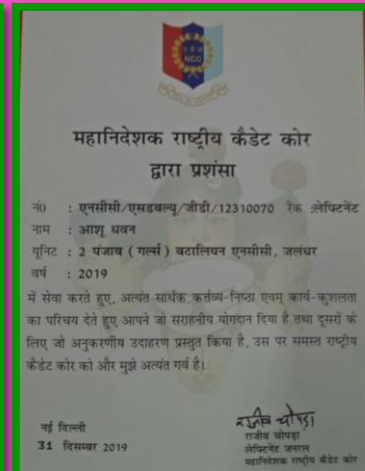 NCC
महानिदेशक राष्ट्रीय कैडेट कोर
द्वारा प्रशंसा
नं0 : एनसीसी/एसडबल्यू/जीडी/12310070 रैंक :लेफ्टिनेंट
नाम : आशू धवन
यूनिट : 2 पंजाब ( गर्ल्स ) बटालियन एनसीसी, जलंधर
वर्ष : 2019
में सेवा करते हुए, अत्यंत सार्थक कर्त्तव्य-निष्ठा एवम् कार्य-कुशलता
का परिचय देते हुए आपने जो सराहनीय योगदान दिया है तथा दूसरों के
लिए जो अनुकरणीय उदाहरण प्रस्तुत किया है, उस पर समस्त राष्ट्रीय
कैडेट कोर को और मुझे अत्यंत गर्व है।
राजीव चोपड़ा
नई दिल्ली
31 दिसम्बर 2019
राजीव चोपड़ा
लेफ्टिनेंट जनरल
महानिदेशक राष्ट्रीय कैडेट कोर